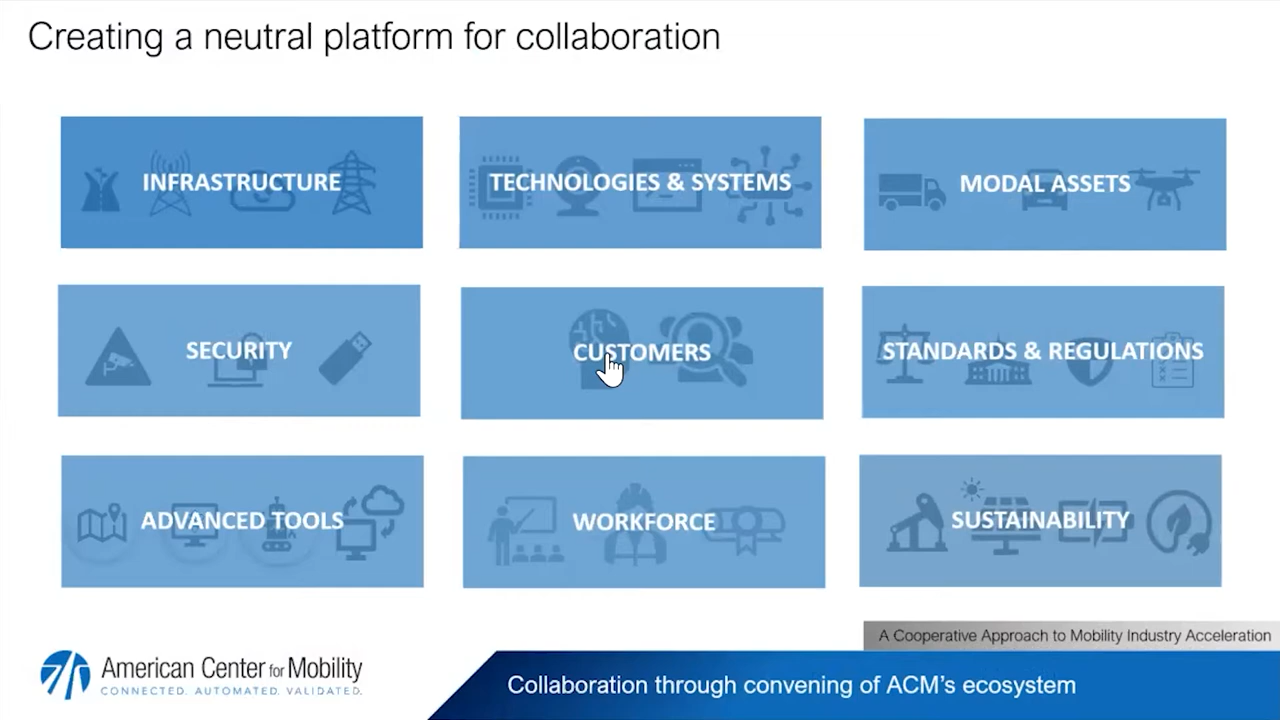 Creating a neutral platform for collaboration
INFRASTRUCTURE
TECHNOLOGIES & SYSTEMS
MODAL ASSETS
SECURITY
CUSTOMERS
STANDARDS & REGULATIONS
ADVANCED TOOLS
WORKFORCE
SUSTAINABILITY
A Cooperative Approach to Mobility Industry Acceleration
American Center for Mobility
CONNECTED. AUTOMATED. VALIDATED.
Collaboration through convening of ACM's ecosystem